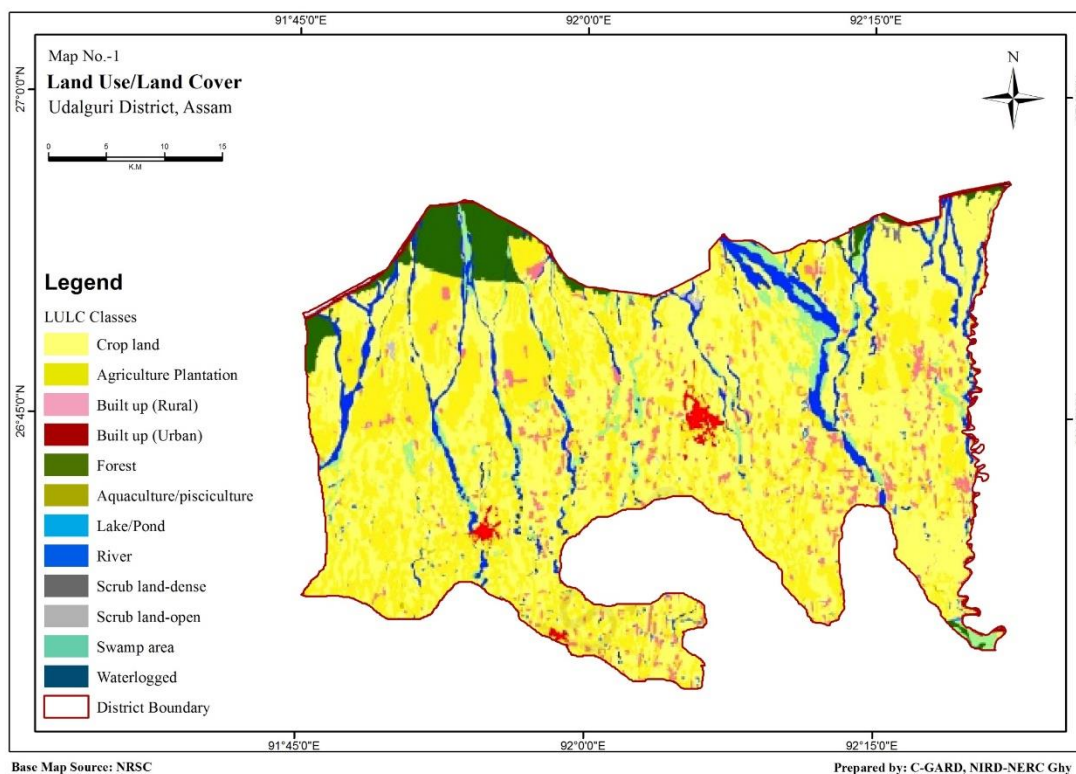 91°45'0"E 92°0'0"E 92°15'0"E
Map No.-1
Land Use/Land Cover
Udalguri District, Assam
N
27°0'0"N
0 5 10 15
K.M
Legend
LULC Classes
Crop land
Agriculture Plantation
Built up (Rural)
26°45'0"N
Built up (Urban)
Forest
Aquaculture/pisciculture
Lake/Pond
River
Scrub land-dense
Scrub land-open
Swamp area
Waterlogged
District Boundary
91°45'0"E 92°0'0"E 92°15'0"E
Base Map Source: NRSC Prepared by: C-GARD, NIRD-NERC Ghy